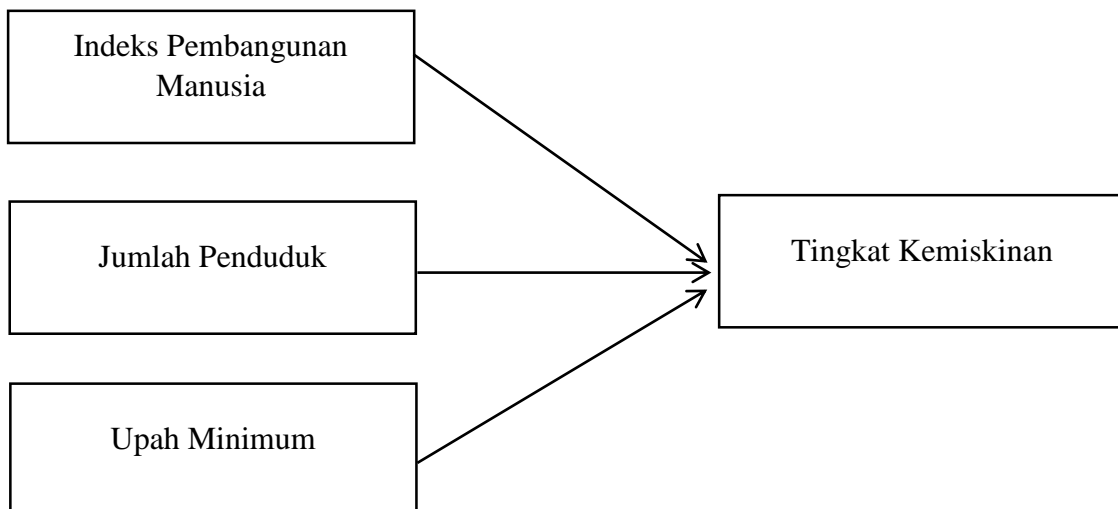 Indeks Pembangunan
Manusia
Jumlah Penduduk
Tingkat Kemiskinan
Upah Minimum